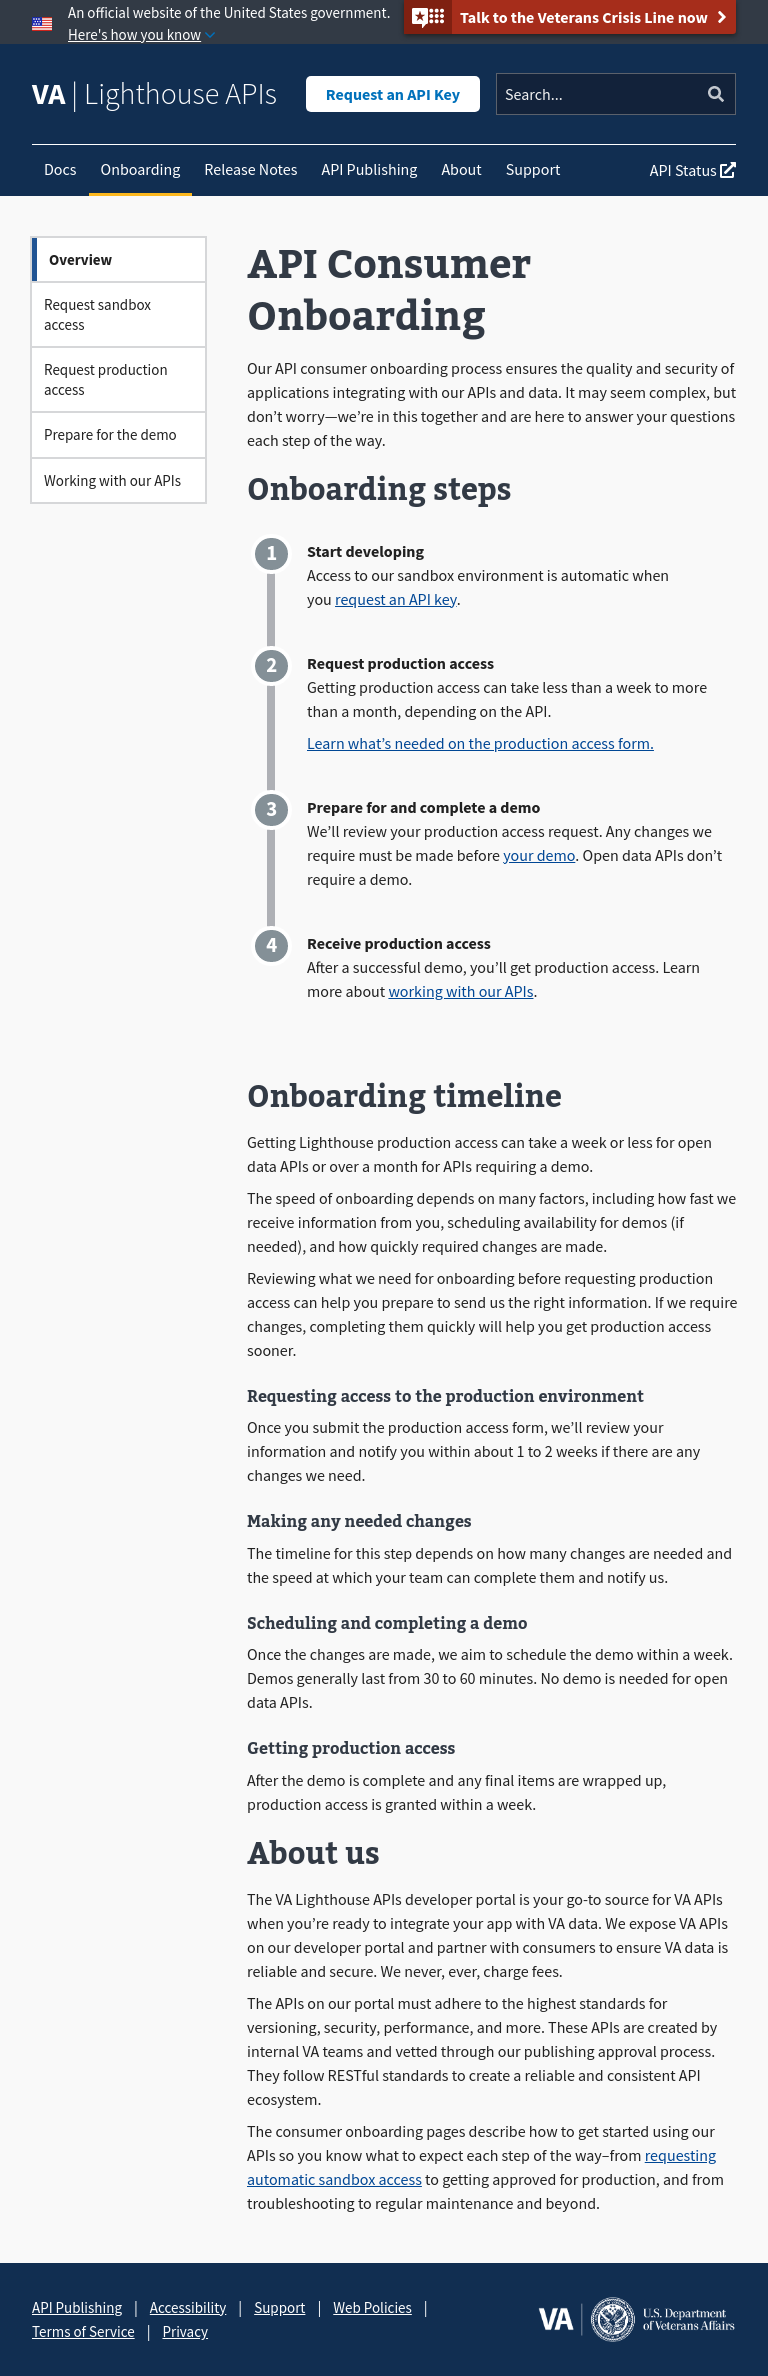 An official website of the United States government.
Here's how you know
Talk to the Veterans Crisis Line now
VA | Lighthouse APIs
Request an API Key
Search...
Docs
Onboarding
Release Notes
API Publishing
About
Support
API Status
Overview
Request sandbox
access
Request production
access
Prepare for the demo
Working with our APIs
API Consumer
Onboarding
Our API consumer onboarding process ensures the quality and security of
applications integrating with our APIs and data. It may seem complex, but
don’t worry—we’re in this together and are here to answer your questions
each step of the way.
Onboarding steps
1
Start developing
Access to our sandbox environment is automatic when
you request an API key.
2
Request production access
Getting production access can take less than a week to more
than a month, depending on the API.
Learn what’s needed on the production access form.
3
Prepare for and complete a demo
We’ll review your production access request. Any changes we
require must be made before your demo. Open data APIs don’t
require a demo.
4
Receive production access
After a successful demo, you’ll get production access. Learn
more about working with our APIs.
Onboarding timeline
Getting Lighthouse production access can take a week or less for open
data APIs or over a month for APIs requiring a demo.
The speed of onboarding depends on many factors, including how fast we
receive information from you, scheduling availability for demos (if
needed), and how quickly required changes are made.
Reviewing what we need for onboarding before requesting production
access can help you prepare to send us the right information. If we require
changes, completing them quickly will help you get production access
sooner.
Requesting access to the production environment
Once you submit the production access form, we’ll review your
information and notify you within about 1 to 2 weeks if there are any
changes we need.
Making any needed changes
The timeline for this step depends on how many changes are needed and
the speed at which your team can complete them and notify us.
Scheduling and completing a demo
Once the changes are made, we aim to schedule the demo within a week.
Demos generally last from 30 to 60 minutes. No demo is needed for open
data APIs.
Getting production access
After the demo is complete and any final items are wrapped up,
production access is granted within a week.
About us
The VA Lighthouse APIs developer portal is your go-to source for VA APIs
when you’re ready to integrate your app with VA data. We expose VA APIs
on our developer portal and partner with consumers to ensure VA data is
reliable and secure. We never, ever, charge fees.
The APIs on our portal must adhere to the highest standards for
versioning, security, performance, and more. These APIs are created by
internal VA teams and vetted through our publishing approval process.
They follow RESTful standards to create a reliable and consistent API
ecosystem.
The consumer onboarding pages describe how to get started using our
APIs so you know what to expect each step of the way–from requesting
automatic sandbox access to getting approved for production, and from
troubleshooting to regular maintenance and beyond.
API Publishing | Accessibility | Support | Web Policies |
Terms of Service | Privacy
VA
U.S. Department
of Veterans Affairs